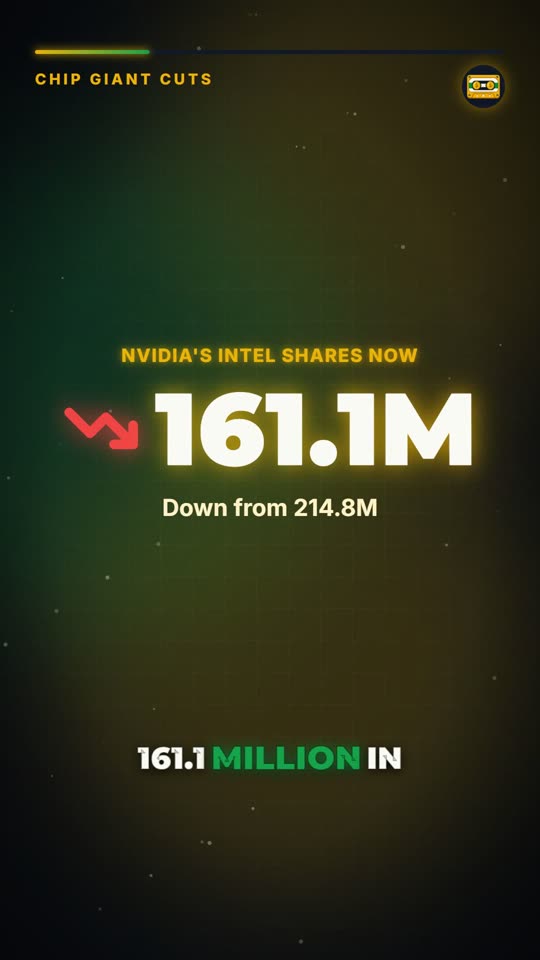 CHIP GIANT CUTS
NVIDIA'S INTEL SHARES NOW
161.1M
Down from 214.8M
161.1 MILLION IN